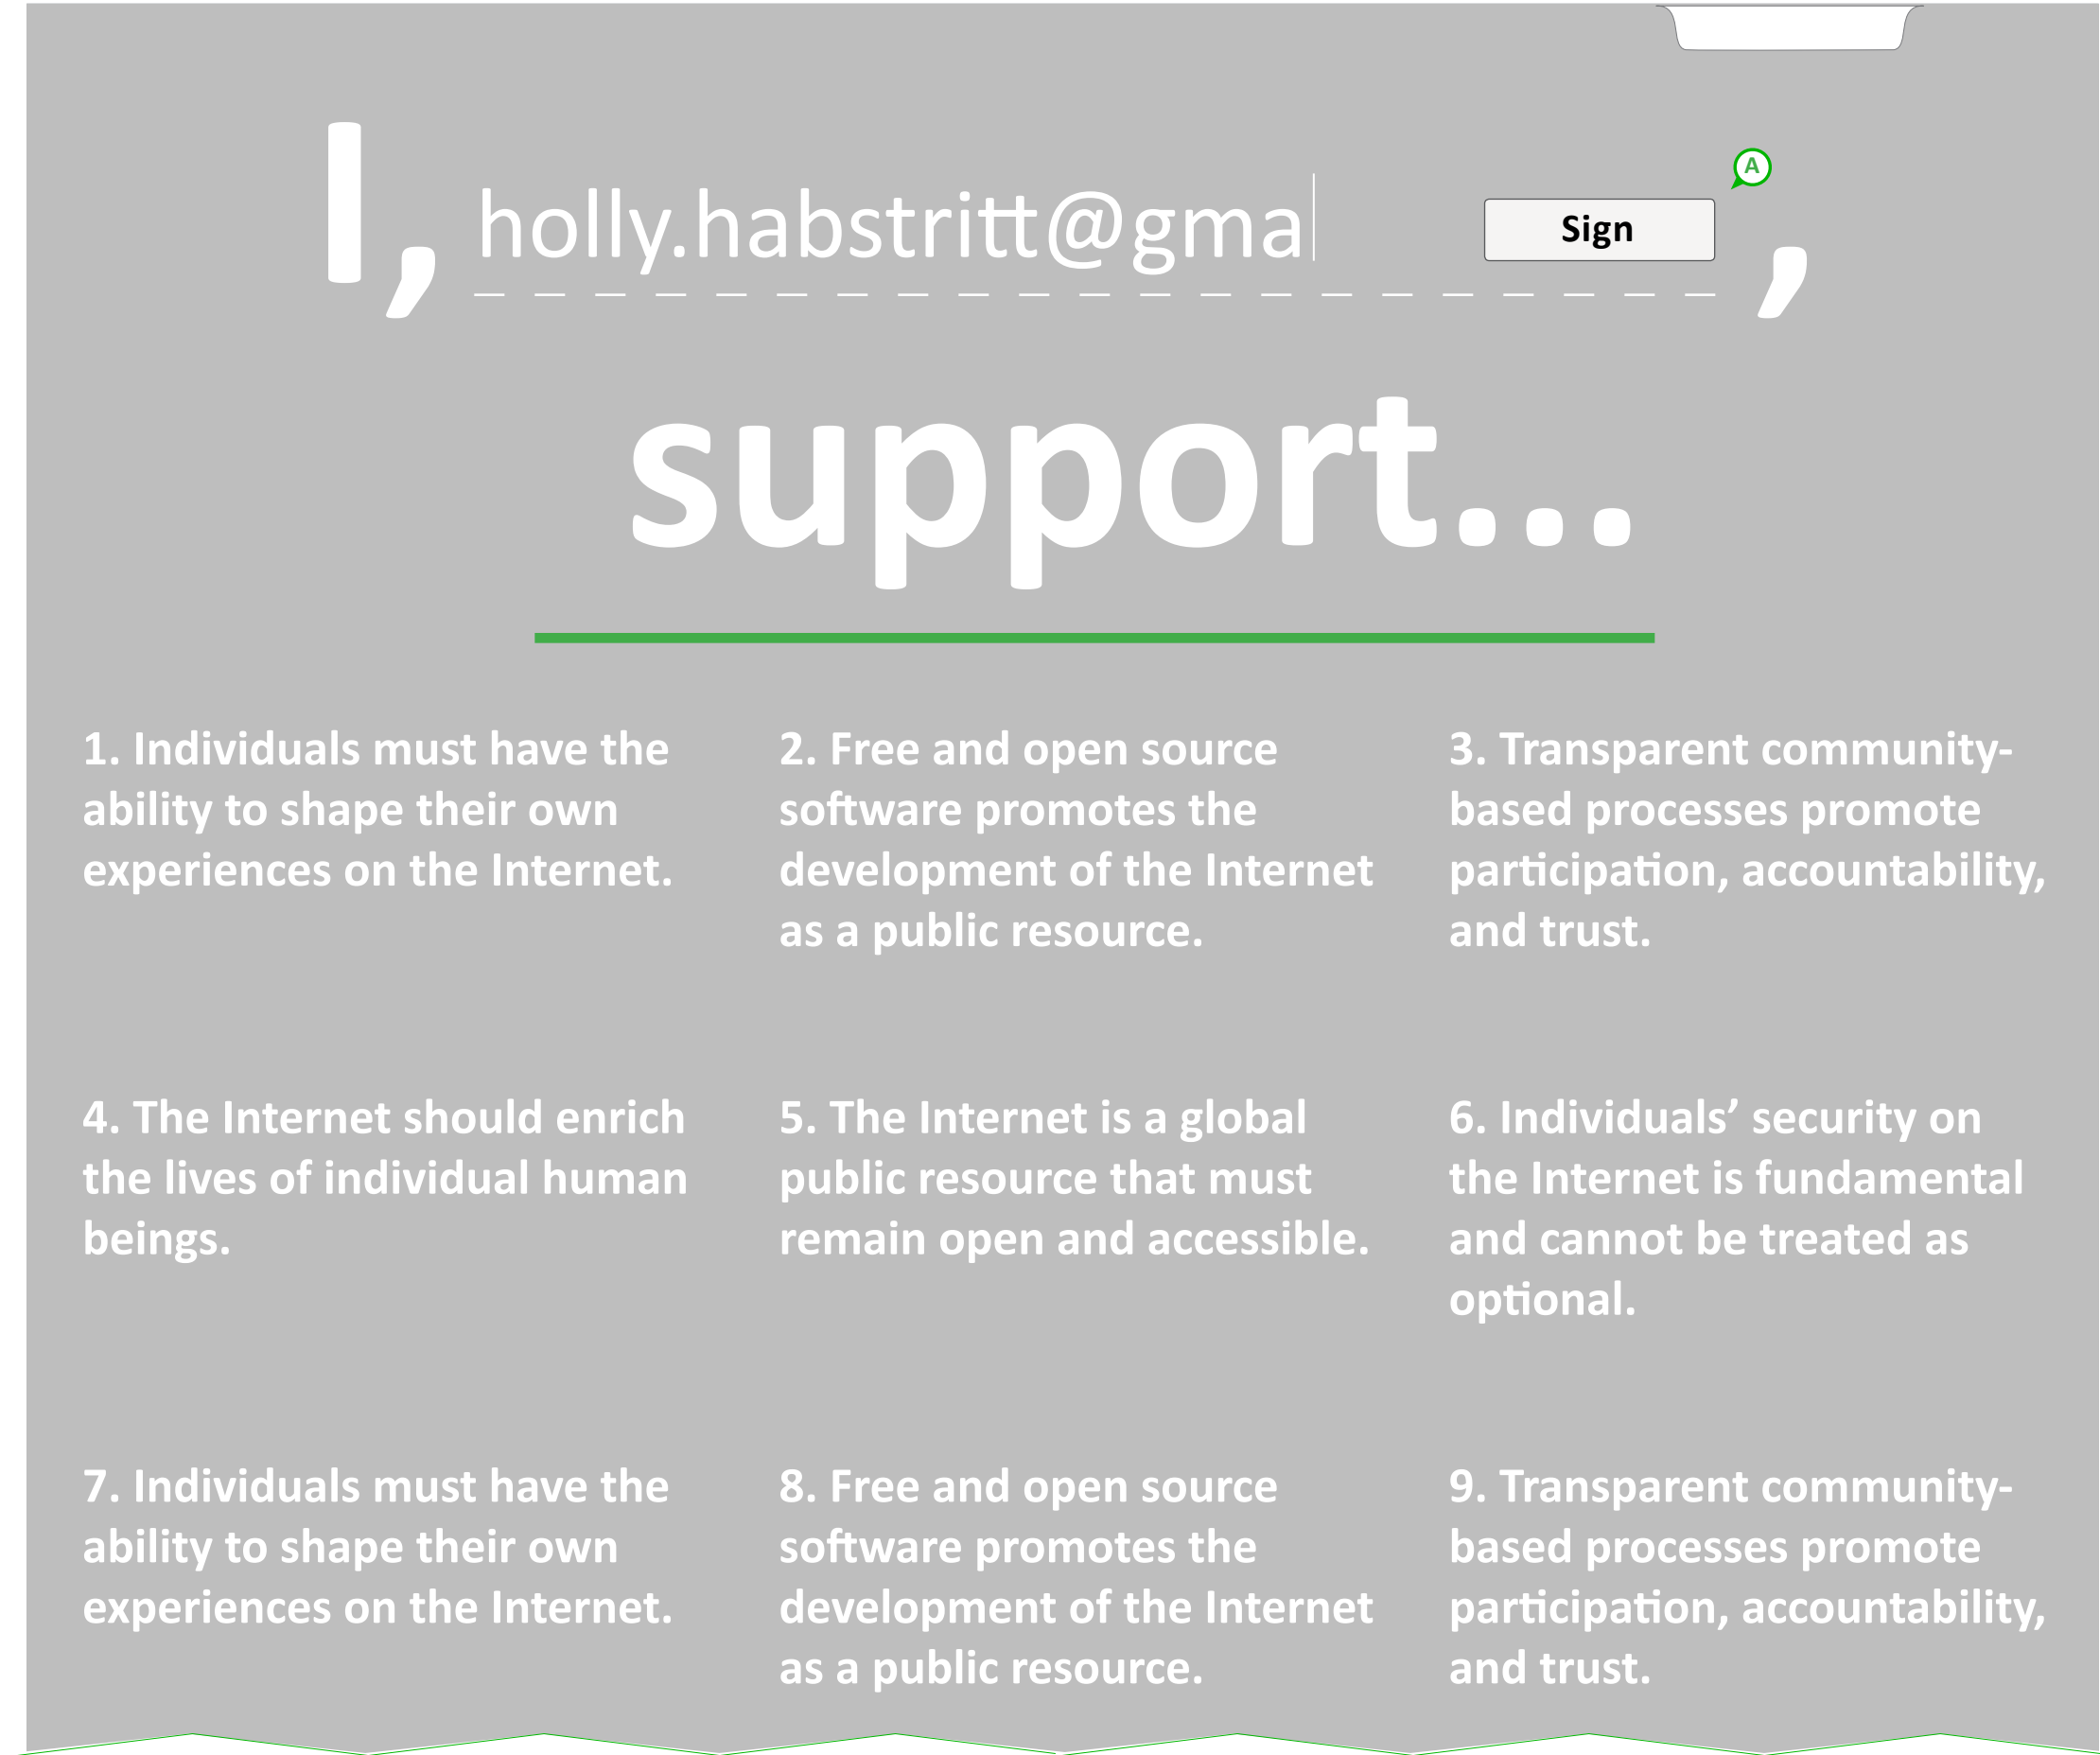 I, holly.habstritt@gma Sign ,
A
support...
1. Individuals must have the
ability to shape their own
experiences on the Internet.
2. Free and open source
software promotes the
development of the Internet
as a public resource.
3. Transparent community-
based processes promote
participation, accountability,
and trust.
4. The Internet should enrich
the lives of individual human
beings.
5. The Internet is a global
public resource that must
remain open and accessible.
6. Individuals’ security on
the Internet is fundamental
and cannot be treated as
optional.
7. Individuals must have the
ability to shape their own
experiences on the Internet.
8. Free and open source
software promotes the
development of the Internet
as a public resource.
9. Transparent community-
based processes promote
participation, accountability,
and trust.